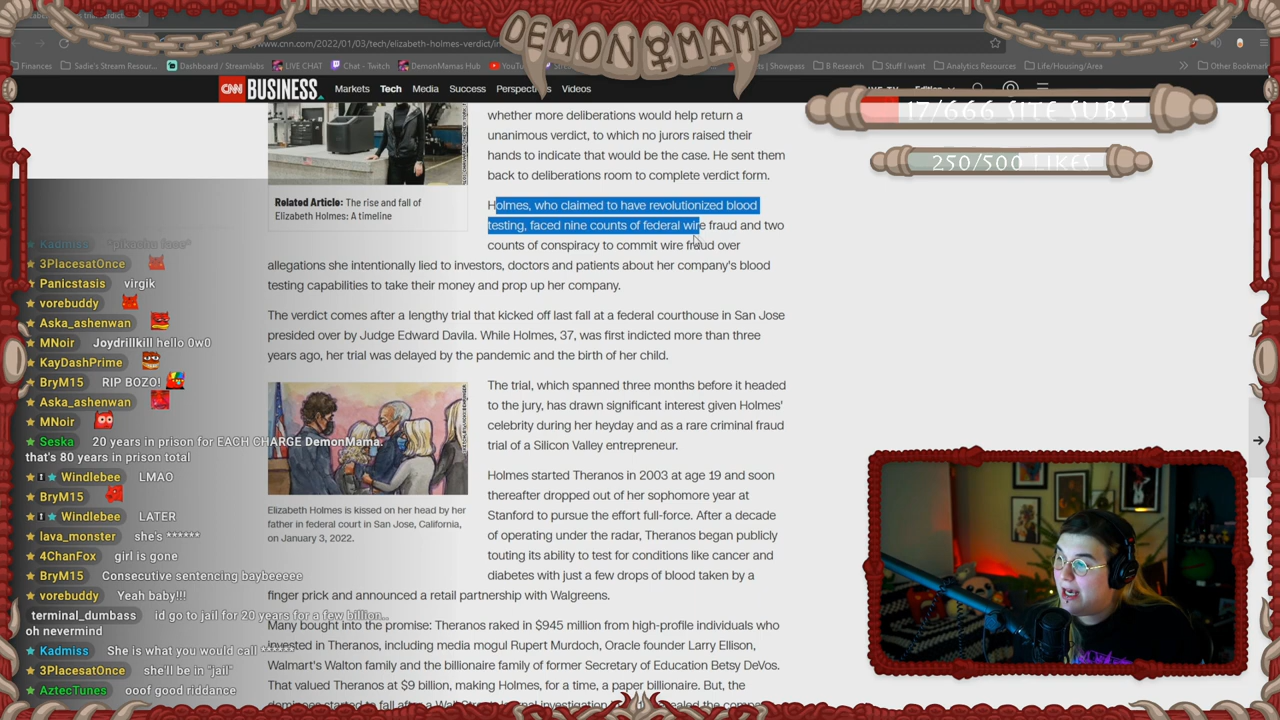 DEMON MAMA
www.cnn.com/2022/01/03/tech/elizabeth-holmes-verdict/in
Finances
Sadie's Stream Resour...
Dashboard / Streamlabs
LIVE CHAT
Chat - Twitch
DemonMamas Hub
YouTu
Showpass
B Research
Stuff I want
Analytics Resources
Life/Housing/Area
Other Bookmar
CNN BUSINESS
Markets Tech Media Success Perspect Videos
17/666 SITE SUBS
250/500 LIKES
whether more deliberations would help return a
unanimous verdict, to which no jurors raised their
hands to indicate that would be the case. He sent them
back to deliberations room to complete verdict form.
Related Article: The rise and fall of
Elizabeth Holmes: A timeline
Holmes, who claimed to have revolutionized blood
testing, faced nine counts of federal wire fraud and two
counts of conspiracy to commit wire fraud over
allegations she intentionally lied to investors, doctors and patients about her company's blood
testing capabilities to take their money and prop up her company.
The verdict comes after a lengthy trial that kicked off last fall at a federal courthouse in San Jose
presided over by Judge Edward Davila. While Holmes, 37, was first indicted more than three
years ago, her trial was delayed by the pandemic and the birth of her child.
The trial, which spanned three months before it headed
to the jury, has drawn significant interest given Holmes'
celebrity during her heyday and as a rare criminal fraud
trial of a Silicon Valley entrepreneur.
Elizabeth Holmes is kissed on her head by her
father in federal court in San Jose, California,
on January 3, 2022.
Holmes started Theranos in 2003 at age 19 and soon
thereafter dropped out of her sophomore year at
Stanford to pursue the effort full-force. After a decade
of operating under the radar, Theranos began publicly
touting its ability to test for conditions like cancer and
diabetes with just a few drops of blood taken by a
finger prick and announced a retail partnership with Walgreens.
Many bought into the promise: Theranos raked in $945 million from high-profile individuals who
invested in Theranos, including media mogul Rupert Murdoch, Oracle founder Larry Ellison,
Walmart's Walton family and the billionaire family of former Secretary of Education Betsy DeVos.
That valued Theranos at $9 billion, making Holmes, for a time, a paper billionaire. But, the
Kadmiss *pikachu face*
3PlacesatOnce
Panicstasis virgik
vorebuddy
Aska_ashenwan
MNoir Joydrillkill hello 0w0
KayDashPrime
BryM15 RIP BOZO!
Aska_ashenwan
MNoir
Seska 20 years in prison for EACH CHARGE DemonMama.
that's 80 years in prison total
Windlebee LMAO
BryM15
Windlebee LATER
lava_monster she's ******
4ChanFox girl is gone
BryM15 Consecutive sentencing baybeeeee
vorebuddy Yeah baby!!!
terminal_dumbass id go to jail for 20 years for a few billion...
oh nevermind
Kadmiss She is what you would call ******
3PlacesatOnce she'll be in "jail"
AztecTunes ooof good riddance